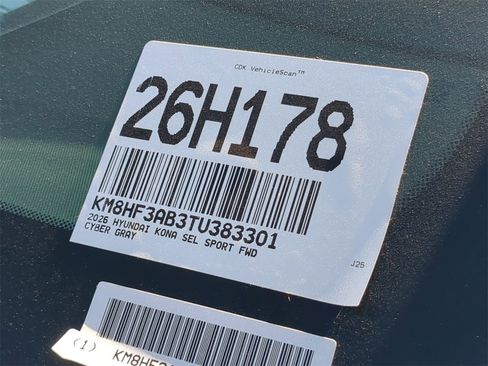 CDK VehicleScan™
26H178
KM8HF3AB3TU383301
2026 HYUNDAI KONA SEL SPORT FWD
CYBER GRAY
J25
(1)